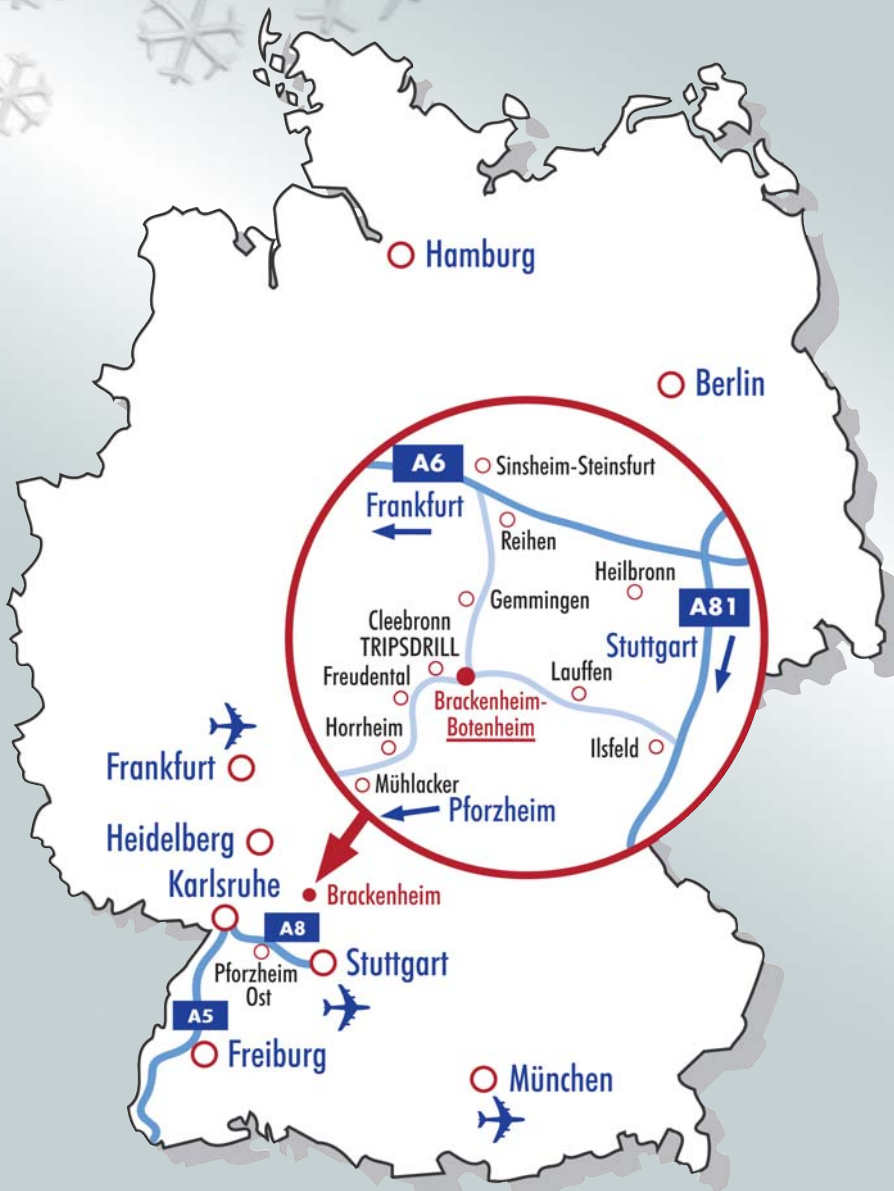 Hamburg
Berlin
A6
Sinsheim-Steinsfurt
Frankfurt
Reihen
Heilbronn
Gemmingen
A81
Cleebronn
TRIPSDRILL
Stuttgart
Freudental
Lauffen
Brackenheim-
Botenheim
Horrheim
Ilsfeld
Mühlacker
Pforzheim
Frankfurt
Heidelberg
Karlsruhe
Brackenheim
A8
Stuttgart
Pforzheim
Ost
A5
Freiburg
München